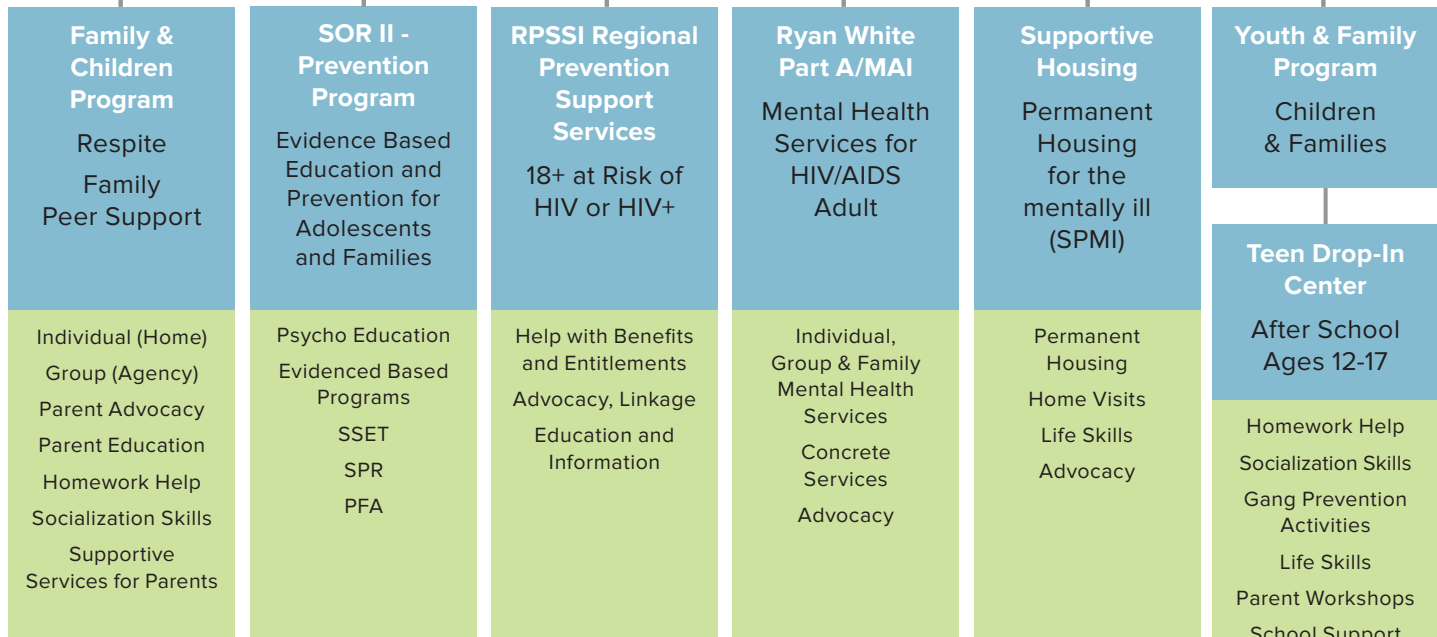 Family &
Children
Program
Respite
Family
Peer Support
Individual (Home)
Group (Agency)
Parent Advocacy
Parent Education
Homework Help
Socialization Skills
Supportive
Services for Parents
SOR II -
Prevention
Program
Evidence Based
Education and
Prevention for
Adolescents
and Families
Psycho Education
Evidenced Based
Programs
SSET
SPR
PFA
RPSSI Regional
Prevention
Support
Services
18+ at Risk of
HIV or HIV+
Help with Benefits
and Entitlements
Advocacy, Linkage
Education and
Information
Ryan White
Part A/MAI
Mental Health
Services for
HIV/AIDS
Adult
Individual,
Group & Family
Mental Health
Services
Concrete
Services
Advocacy
Supportive
Housing
Permanent
Housing
for the
mentally ill
(SPMI)
Permanent
Housing
Home Visits
Life Skills
Advocacy
Youth & Family
Program
Children
& Families
Teen Drop-In
Center
After School
Ages 12-17
Homework Help
Socialization Skills
Gang Prevention
Activities
Life Skills
Parent Workshops
School Support